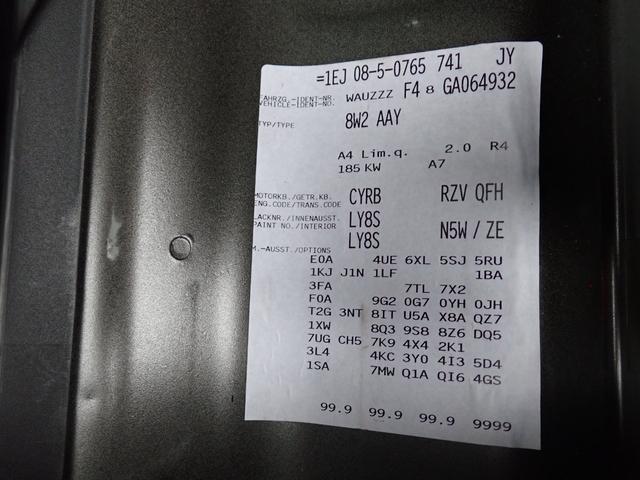 =1EJ 08-5-0765 741 JY
FAHRZG.-IDENT-NR. WAUZZZ F4 8 GA064932
VEHICLE-IDENT-NO.
TYP/TYPE 8W2 AAY
A4 Lim.q. 2.0 R4
185 KW A7
MOTORKB./GETR.KB. CYRB RZV QFH
ENG.CODE/TRANS.CODE
LACKNR./INNENAUSST. LY8S
PAINT NO./INTERIOR N5W / ZE
LY8S
M.-AUSST./OPTIONS
E0A 4UE 6XL 5SJ 5RU
1KJ J1N 1LF 1BA
3FA 7TL 7X2
F0A 9G2 0G7 0YH 0JH
T2G 3NT 8IT U5A X8A QZ7
1XW 8Q3 9S8 8Z6 DQ5
7UG CH5 7K9 4X4 2K1
3L4 4KC 3Y0 4I3 5D4
1SA 7MW Q1A QI6 4GS
99.9 99.9 99.9 9999